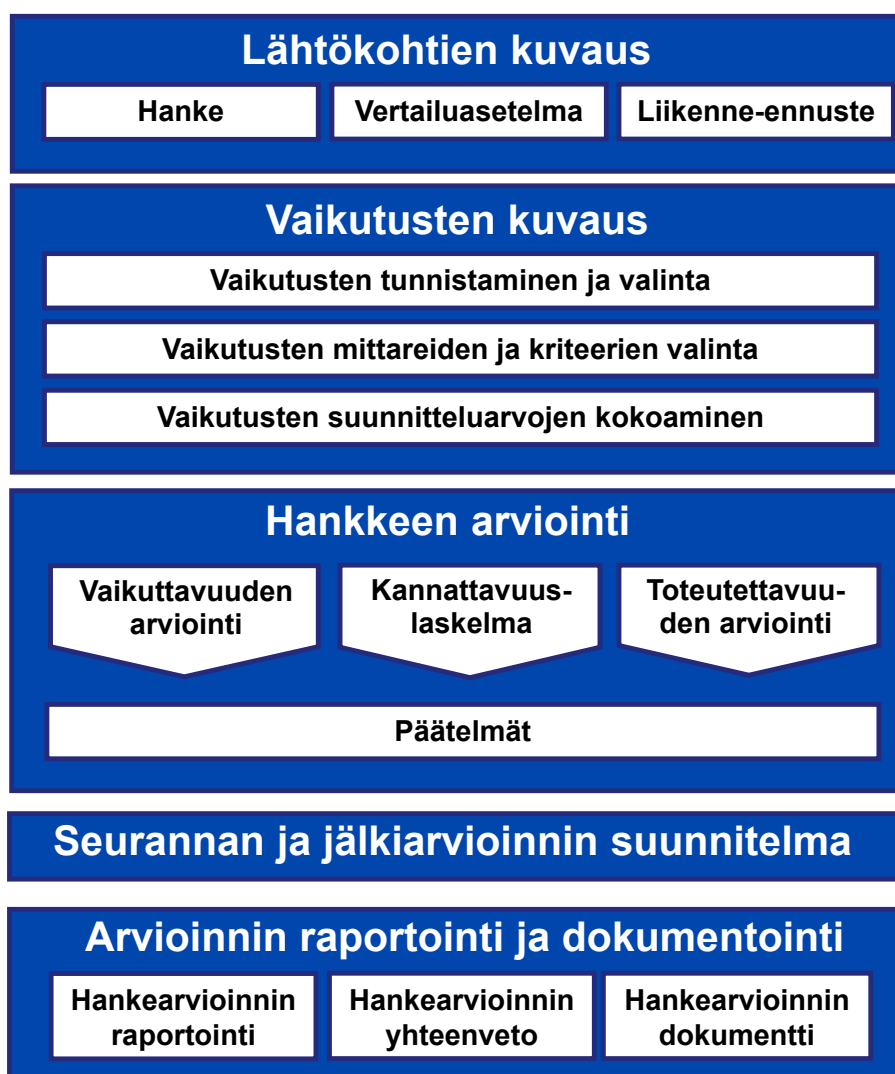 Lähtökohtien kuvaus
Hanke
Vertailuasetelma
Liikenne-ennuste
Vaikutusten kuvaus
Vaikutusten tunnistaminen ja valinta
Vaikutusten mittareiden ja kriteerien valinta
Vaikutusten suunnitteluarvojen kokoaminen
Hankkeen arviointi
Vaikuttavuuden
arviointi
Kannattavuus-
laskelma
Toteutettavuu-
den arviointi
Päätelmät
Seurannan ja jälkiarvioinnin suunnitelma
Arvioinnin raportointi ja dokumentointi
Hankearvioinnin
raportointi
Hankearvioinnin
yhteenveto
Hankearvioinnin
dokumentti